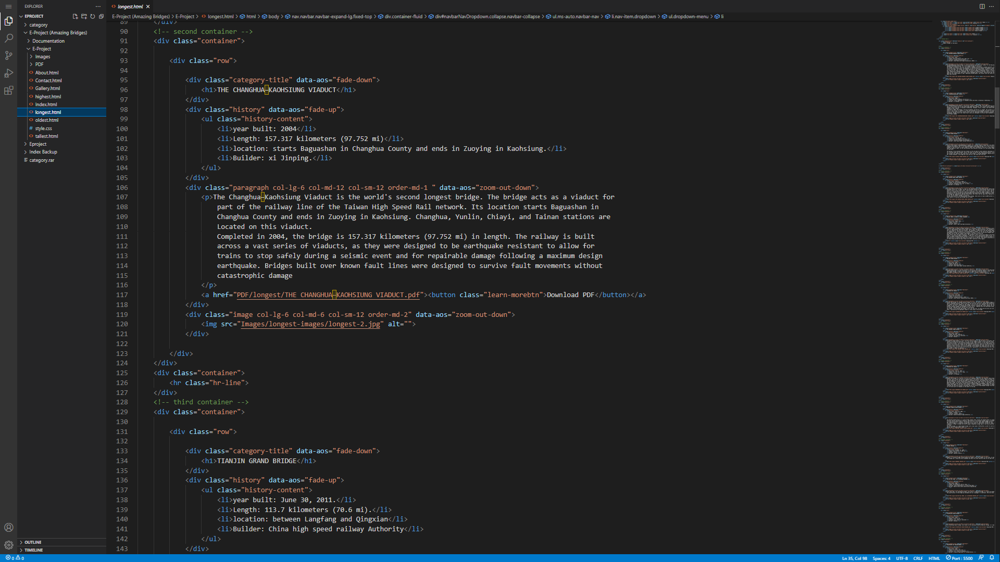 EXPLORER
EPROJECT
category
E-Project (Amazing Bridges)
Documentation
E-Project
Images
PDF
About.html
Contact.html
Gallery.html
highest.html
Index.html
longest.html
oldest.html
style.css
tallest.html
Eproject
Index Backup
category.rar
OUTLINE
TIMELINE
longest.html
E-Project (Amazing Bridges) > E-Project > longest.html > html > body > nav.navbar.navbar-expand-lg.fixed-top > div.container-fluid > div#navbarNavDropdown.collapse.navbar-collapse > ul.ms-auto.navbar-nav > li.nav-item.dropdown > ul.dropdown-menu > li
89 </div>
90 <!-- second container -->
91 <div class="container">
92
93 <div class="row">
94
95 <div class="category-title" data-aos="fade-down">
96 <h1>THE CHANGHUA–KAOHSIUNG VIADUCT</h1>
97 </div>
98 <div class="history" data-aos="fade-up">
99 <ul class="history-content">
100 <li>year built: 2004</li>
101 <li>Length: 157.317 kilometers (97.752 mi)</li>
102 <li>location: starts Baguashan in Changhua County and ends in Zuoying in Kaohsiung.</li>
103 <li>Builder: xi Jinping.</li>
104 </ul>
105 </div>
106 <div class="paragraph col-lg-6 col-md-12 col-sm-12 order-md-1 " data-aos="zoom-out-down">
107 <p>The Changhua–Kaohsiung Viaduct is the world's second longest bridge. The bridge acts as a viaduct for
108 part of the railway line of the Taiwan High Speed Rail network. Its location starts Baguashan in
109 Changhua County and ends in Zuoying in Kaohsiung. Changhua, Yunlin, Chiayi, and Tainan stations are
110 Located on this viaduct.
111 Completed in 2004, the bridge is 157.317 kilometers (97.752 mi) in length. The railway is built
112 across a vast series of viaducts, as they were designed to be earthquake resistant to allow for
113 trains to stop safely during a seismic event and for repairable damage following a maximum design
114 earthquake. Bridges built over known fault lines were designed to survive fault movements without
115 catastrophic damage
116 </p>
117 <a href="PDF/longest/THE CHANGHUA–KAOHSIUNG VIADUCT.pdf"><button class="learn-morebtn">Download PDF</button></a>
118 </div>
119 <div class="image col-lg-6 col-md-6 col-sm-12 order-md-2" data-aos="zoom-out-down">
120 <img src="Images/longest-images/longest-2.jpg" alt="">
121 </div>
122
123 </div>
124 </div>
125 <div class="container">
126 <hr class="hr-line">
127 </div>
128 <!-- third container -->
129 <div class="container">
130
131 <div class="row">
132
133 <div class="category-title" data-aos="fade-down">
134 <h1>TIANJIN GRAND BRIDGE</h1>
135 </div>
136 <div class="history" data-aos="fade-up">
137 <ul class="history-content">
138 <li>year built: June 30, 2011.</li>
139 <li>Length: 113.7 kilometers (70.6 mi).</li>
140 <li>location: between Langfang and Qingxian</li>
141 <li>Builder: China high speed railway Authority</li>
142 </ul>
143 </div>
0 0 Ln 35, Col 98 Spaces: 4 UTF-8 CRLF HTML Port : 5500